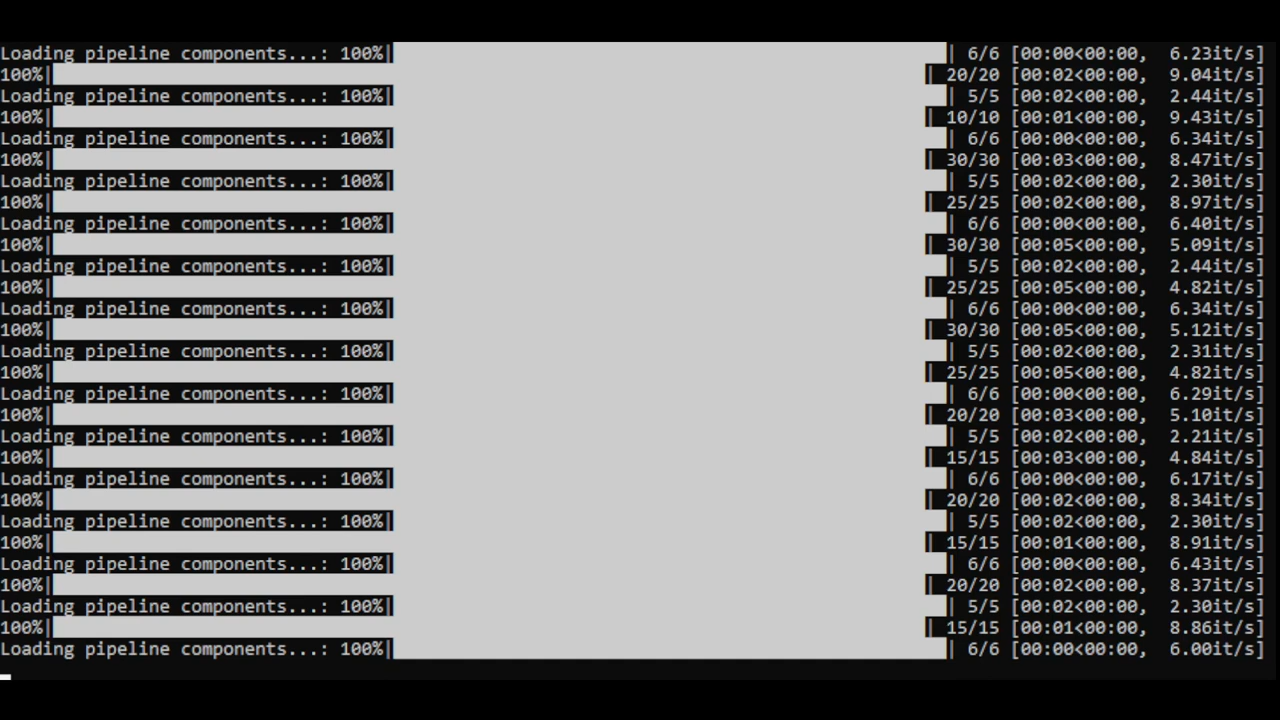 Loading pipeline components...: 100%| | 6/6 [00:00<00:00, 6.23it/s]
100%| | 20/20 [00:02<00:00, 9.04it/s]
Loading pipeline components...: 100%| | 5/5 [00:02<00:00, 2.44it/s]
100%| | 10/10 [00:01<00:00, 9.43it/s]
Loading pipeline components...: 100%| | 6/6 [00:00<00:00, 6.34it/s]
100%| | 30/30 [00:03<00:00, 8.47it/s]
Loading pipeline components...: 100%| | 5/5 [00:02<00:00, 2.30it/s]
100%| | 25/25 [00:02<00:00, 8.97it/s]
Loading pipeline components...: 100%| | 6/6 [00:00<00:00, 6.40it/s]
100%| | 30/30 [00:05<00:00, 5.09it/s]
Loading pipeline components...: 100%| | 5/5 [00:02<00:00, 2.44it/s]
100%| | 25/25 [00:05<00:00, 4.82it/s]
Loading pipeline components...: 100%| | 6/6 [00:00<00:00, 6.34it/s]
100%| | 30/30 [00:05<00:00, 5.12it/s]
Loading pipeline components...: 100%| | 5/5 [00:02<00:00, 2.31it/s]
100%| | 25/25 [00:05<00:00, 4.82it/s]
Loading pipeline components...: 100%| | 6/6 [00:00<00:00, 6.29it/s]
100%| | 20/20 [00:03<00:00, 5.10it/s]
Loading pipeline components...: 100%| | 5/5 [00:02<00:00, 2.21it/s]
100%| | 15/15 [00:03<00:00, 4.84it/s]
Loading pipeline components...: 100%| | 6/6 [00:00<00:00, 6.17it/s]
100%| | 20/20 [00:02<00:00, 8.34it/s]
Loading pipeline components...: 100%| | 5/5 [00:02<00:00, 2.30it/s]
100%| | 15/15 [00:01<00:00, 8.91it/s]
Loading pipeline components...: 100%| | 6/6 [00:00<00:00, 6.43it/s]
100%| | 20/20 [00:02<00:00, 8.37it/s]
Loading pipeline components...: 100%| | 5/5 [00:02<00:00, 2.30it/s]
100%| | 15/15 [00:01<00:00, 8.86it/s]
Loading pipeline components...: 100%| | 6/6 [00:00<00:00, 6.00it/s]